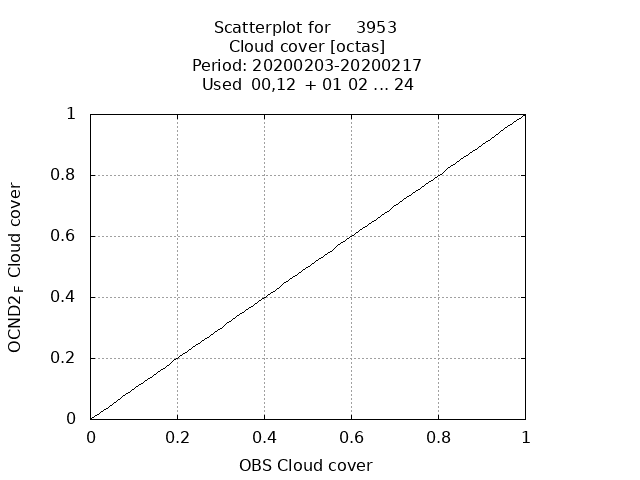 Scatterplot for 3953
Cloud cover [octas]
Period: 20200203-20200217
Used 00,12 + 01 02 ... 24
1
0.8
0.6
0.4
0.2
0
OCND2F Cloud cover
0 0.2 0.4 0.6 0.8 1
OBS Cloud cover